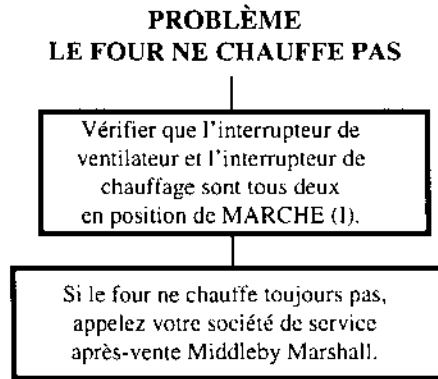 PROBLÈME
LE FOUR NE CHAUFFE PAS
Vérifier que l'interrupteur de
ventilateur et l'interrupteur de
chauffage sont tous deux
en position de MARCHE (I).
Si le four ne chauffe toujours pas,
appelez votre société de service
après-vente Middleby Marshall.